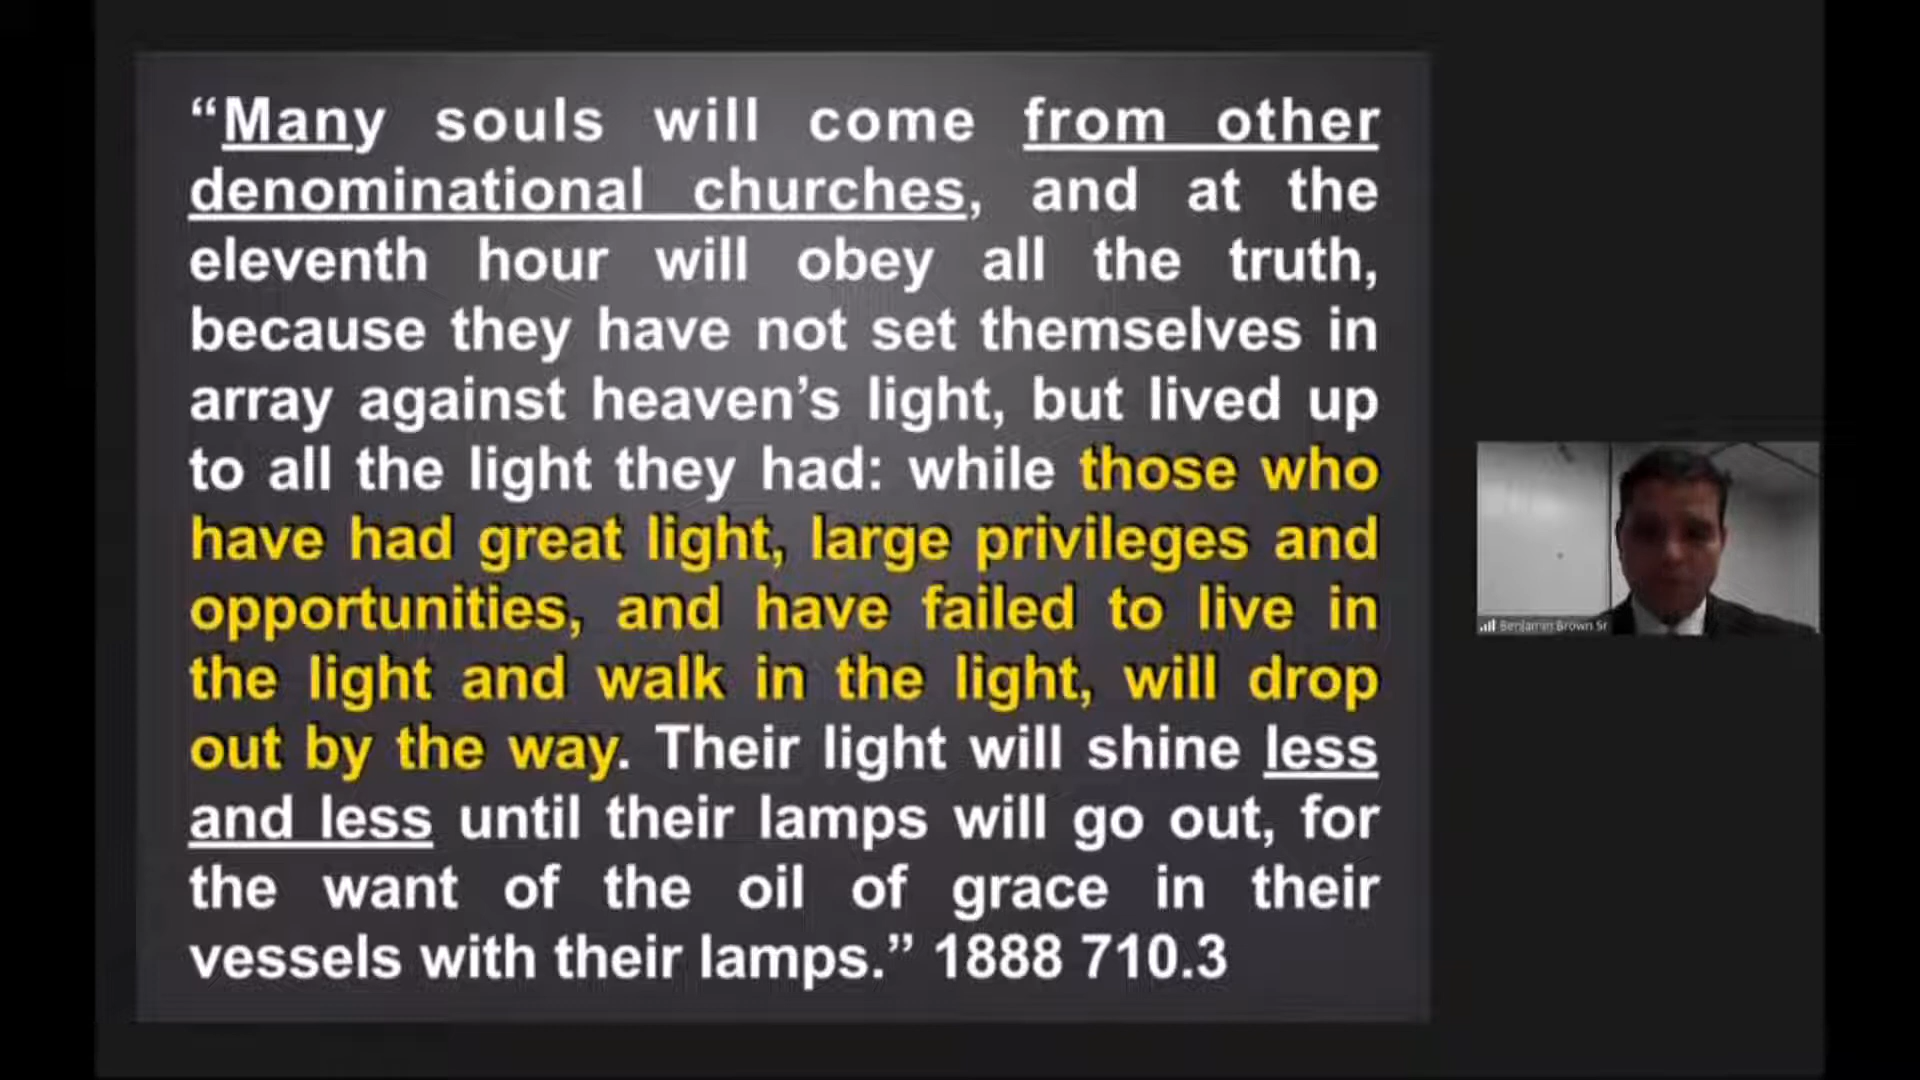 “Many souls will come from other
denominational churches, and at the
eleventh hour will obey all the truth,
because they have not set themselves in
array against heaven’s light, but lived up
to all the light they had: while those who
have had great light, large privileges and
opportunities, and have failed to live in
the light and walk in the light, will drop
out by the way. Their light will shine less
and less until their lamps will go out, for
the want of the oil of grace in their
vessels with their lamps.” 1888 710.3
Benjamin Brown Sr